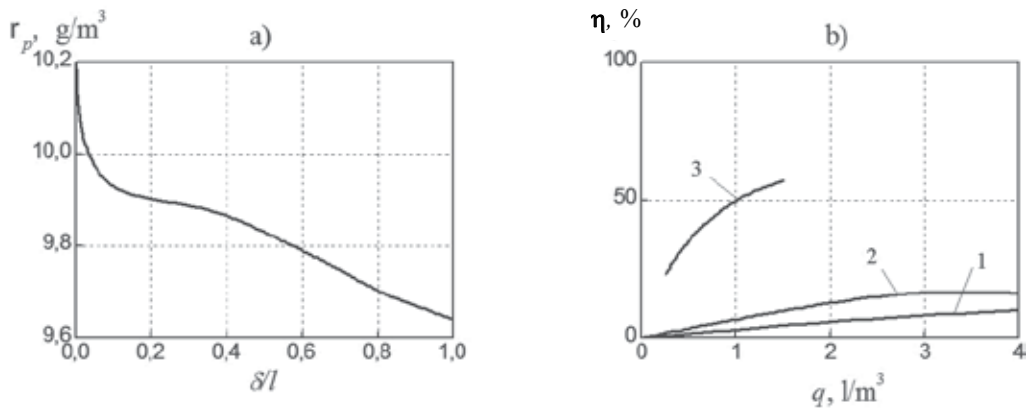 r_p, g/m³
a)
10,2
10,0
9,8
9,6
0,0 0,2 0,4 0,6 0,8 1,0
δ/l
η, %
b)
100
50
0
3
2
1
0 1 2 3 4
q, l/m³